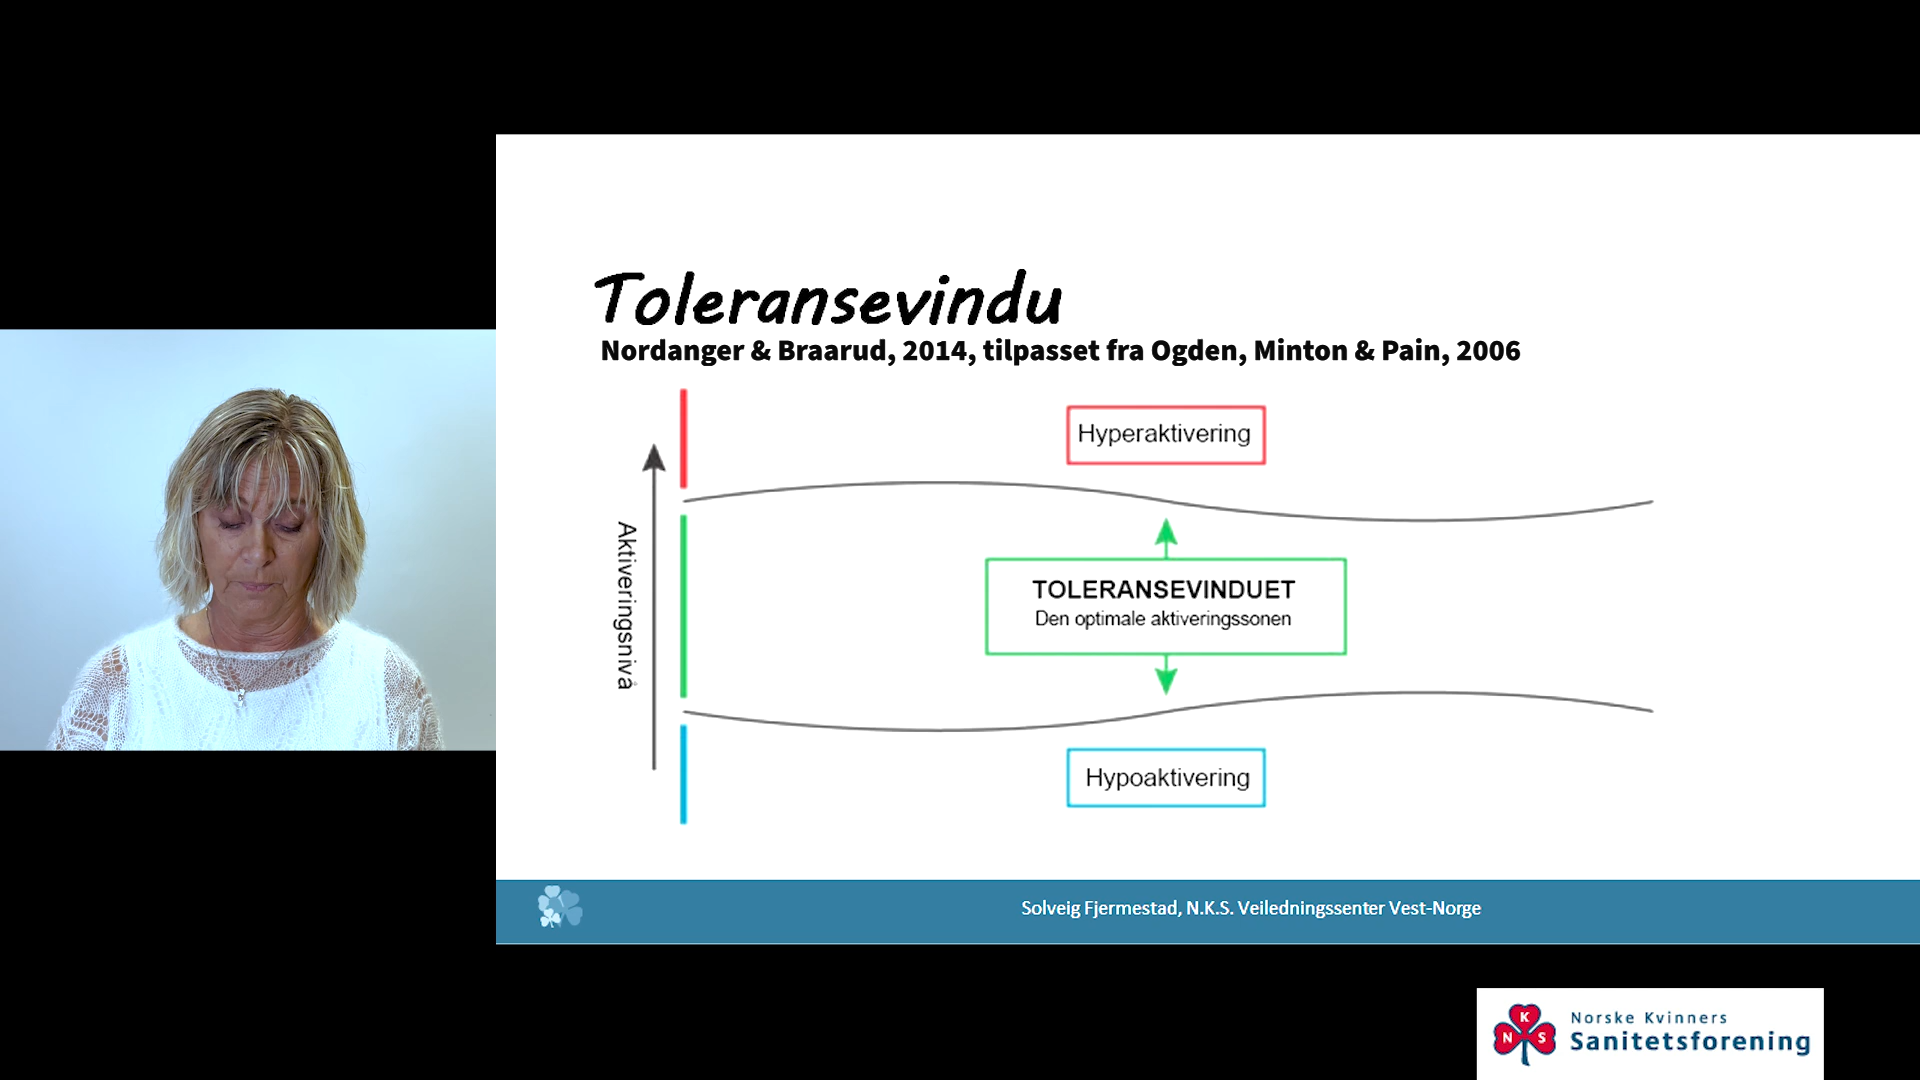 Toleransevindu
Nordanger & Braarud, 2014, tilpasset fra Ogden, Minton & Pain, 2006
Hyperaktivering
Aktiveringsnivå
TOLERANSEVINDUET
Den optimale aktiveringssonen
Hypoaktivering
Solveig Fjermestad, N.K.S. Veiledningssenter Vest-Norge
N K S
Norske Kvinners
Sanitetsforening